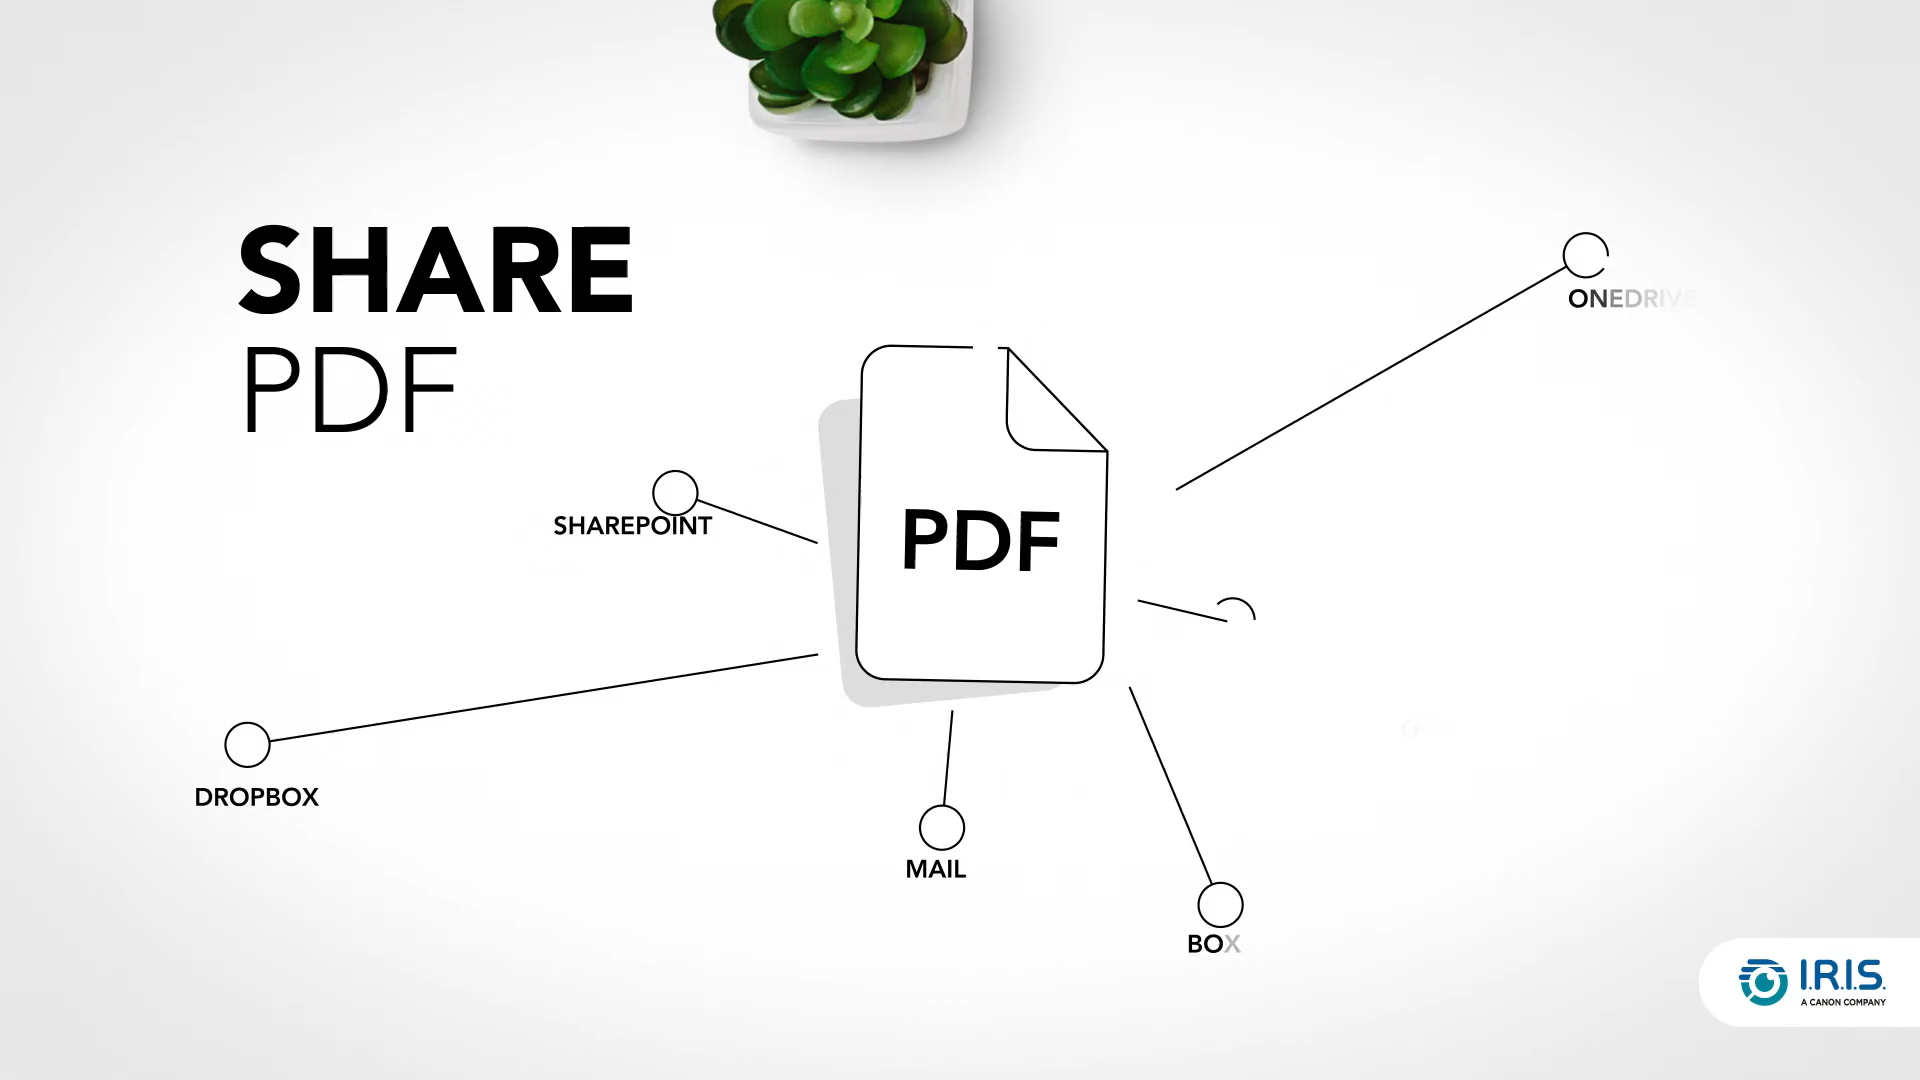 SHARE
PDF
ONEDRIVE
SHAREPOINT
PDF
DROPBOX
MAIL
BOX
I.R.I.S.
A CANON COMPANY